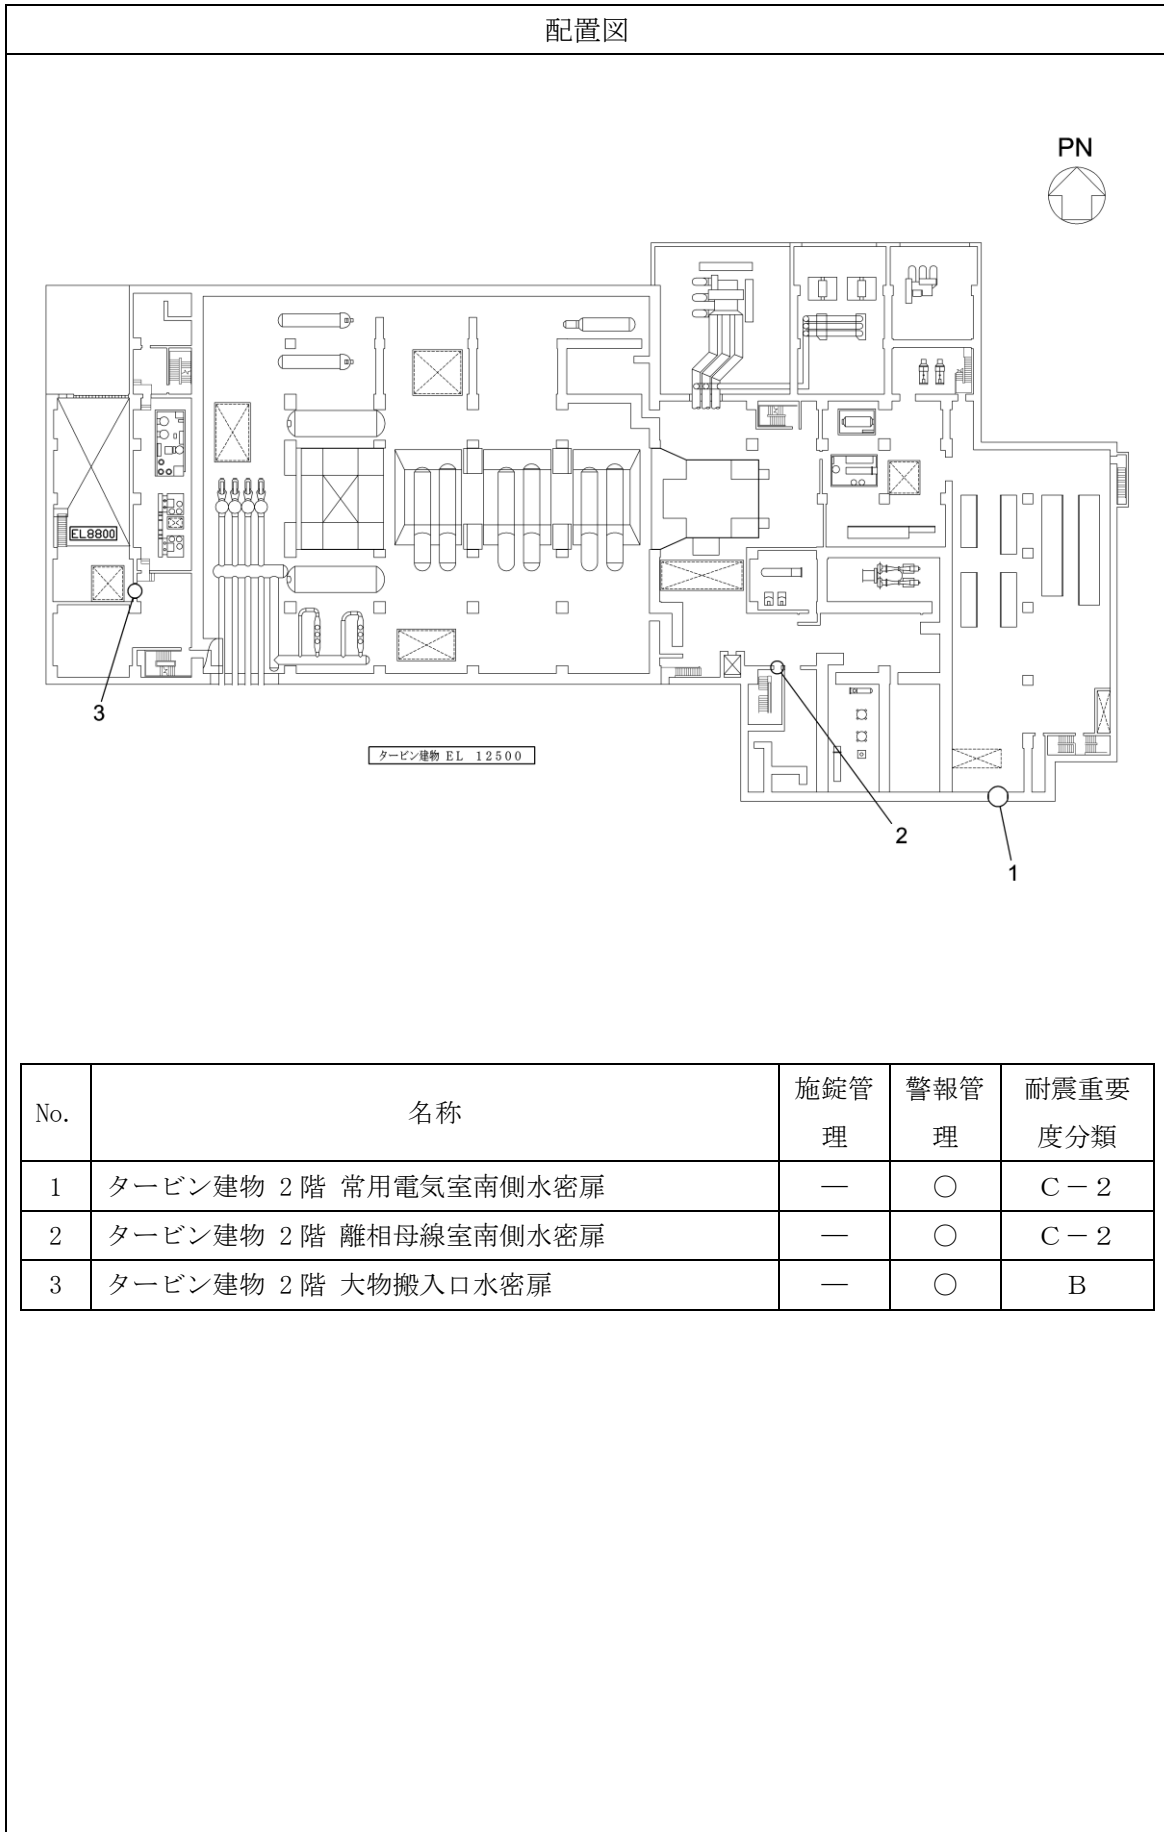 配置図
PN
EL8800
3
タービン建物 EL 12500
2
1
No. 名称 施錠管理 警報管理 耐震重要度分類
1 タービン建物 2階 常用電気室南側水密扉 ― ○ C-2
2 タービン建物 2階 離相母線室南側水密扉 ― ○ C-2
3 タービン建物 2階 大物搬入口水密扉 ― ○ B